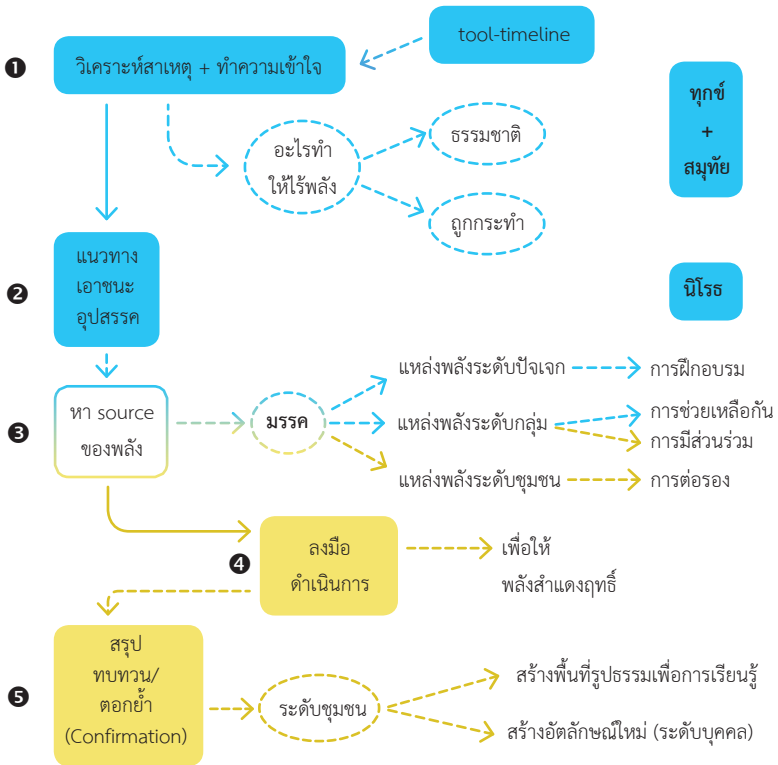 tool-timeline
❶
วิเคราะห์สาเหตุ + ทำความเข้าใจ
ทุกข์
+
สมุทัย
อะไรทำ
ให้ไร้พลัง
ธรรมชาติ
ถูกกระทำ
❷
แนวทาง
เอาชนะ
อุปสรรค
นิโรธ
❸
หา source
ของพลัง
มรรค
แหล่งพลังระดับปัจเจก
การฝึกอบรม
แหล่งพลังระดับกลุ่ม
การช่วยเหลือกัน
การมีส่วนร่วม
แหล่งพลังระดับชุมชน
การต่อรอง
❹
ลงมือ
ดำเนินการ
เพื่อให้
พลังสำแดงฤทธิ์
❺
สรุป
ทบทวน/
ตอกย้ำ
(Confirmation)
ระดับชุมชน
สร้างพื้นที่รูปธรรมเพื่อการเรียนรู้
สร้างอัตลักษณ์ใหม่ (ระดับบุคคล)